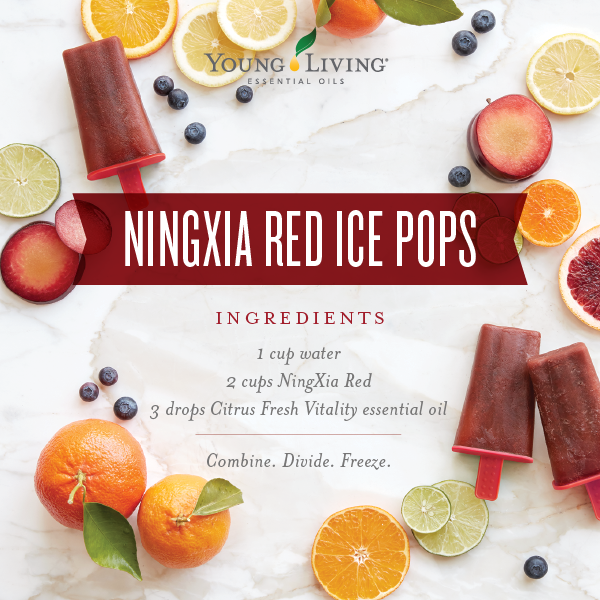 YOUNG LIVING®
ESSENTIAL OILS
NINGXIA RED ICE POPS
INGREDIENTS
1 cup water
2 cups NingXia Red
3 drops Citrus Fresh Vitality essential oil
Combine. Divide. Freeze.